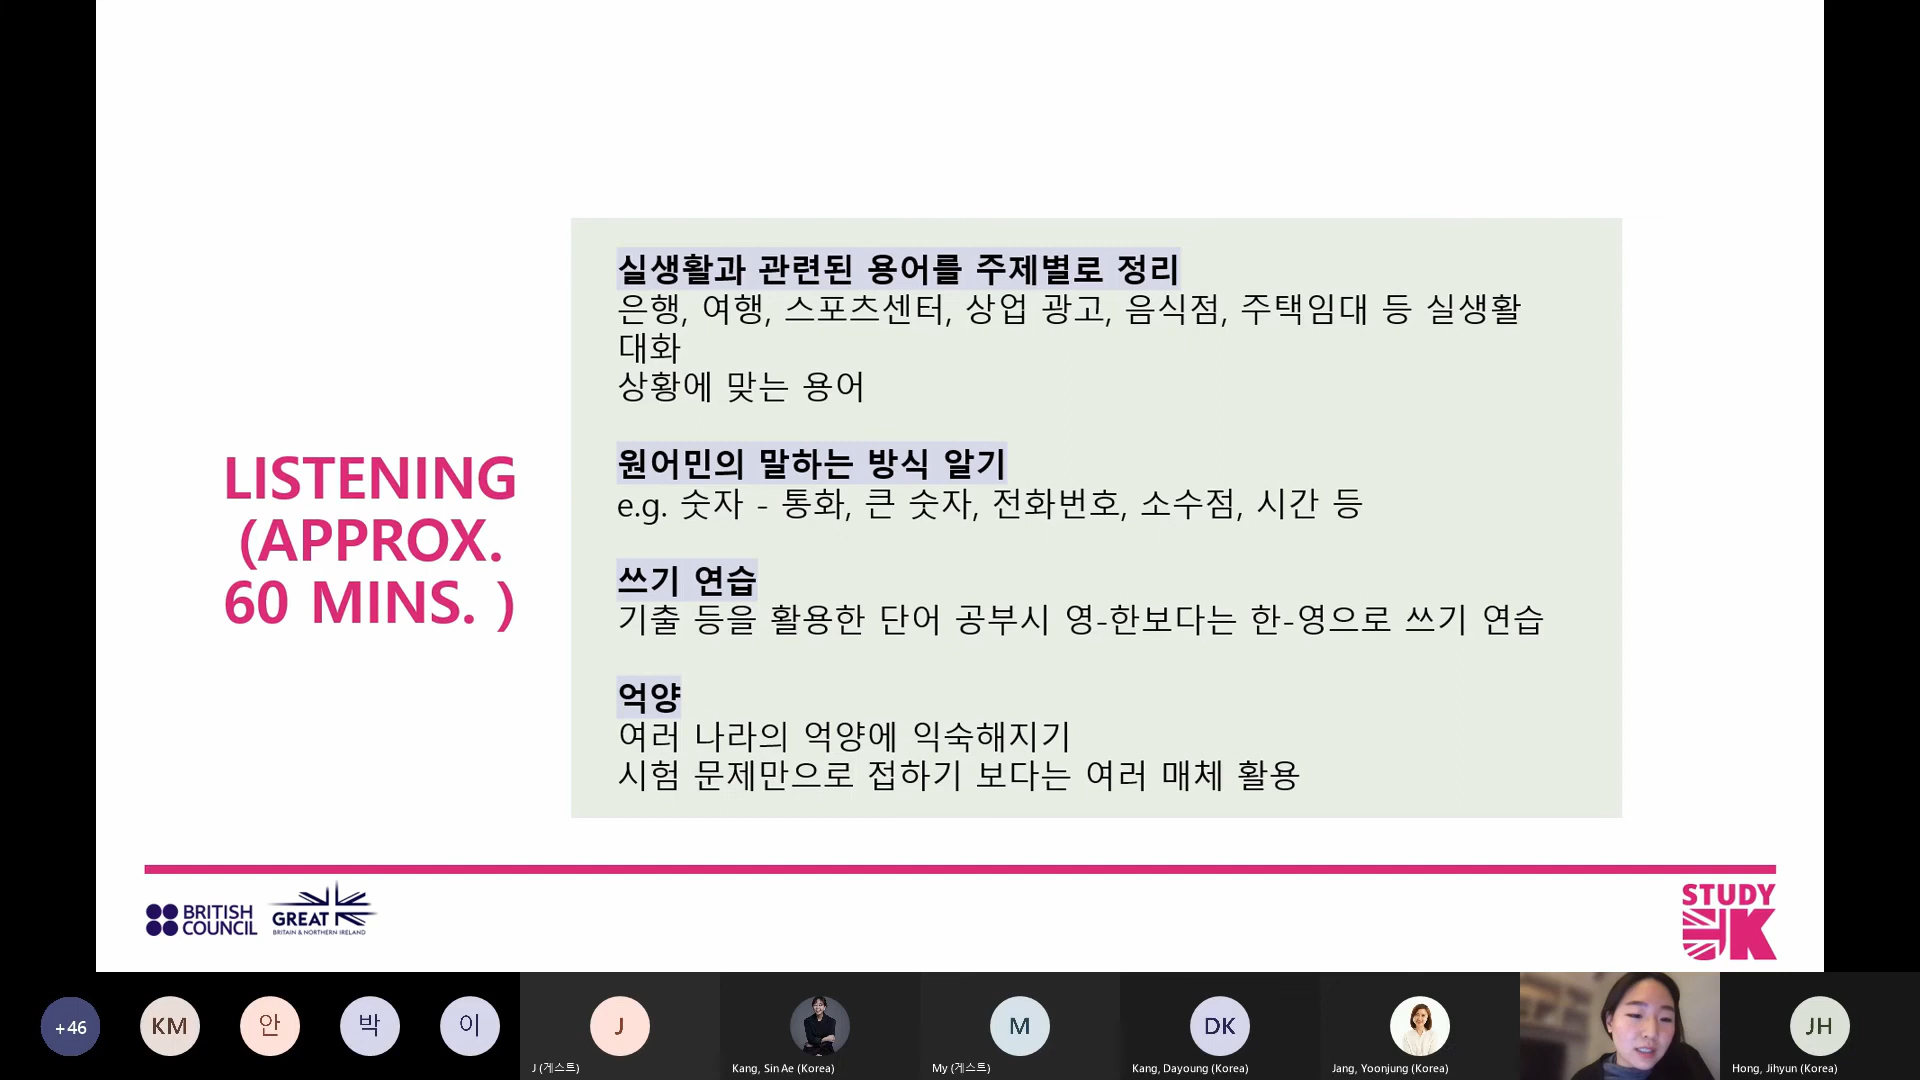 실생활과 관련된 용어를 주제별로 정리
은행, 여행, 스포츠센터, 상업 광고, 음식점, 주택임대 등 실생활
대화
상황에 맞는 용어
원어민의 말하는 방식 알기
e.g. 숫자 - 통화, 큰 숫자, 전화번호, 소수점, 시간 등
쓰기 연습
기출 등을 활용한 단어 공부시 영-한보다는 한-영으로 쓰기 연습
억양
여러 나라의 억양에 익숙해지기
시험 문제만으로 접하기 보다는 여러 매체 활용
LISTENING
(APPROX.
60 MINS. )
BRITISH
COUNCIL
GREAT
BRITAIN & NORTHERN IRELAND
STUDY
UK
+46
KM
안
박
이
J
M
DK
JH
J (게스트)
Kang, Sin Ae (Korea)
My (게스트)
Kang, Dayoung (Korea)
Jang, Yoonjung (Korea)
Hong, Jihyun (Korea)